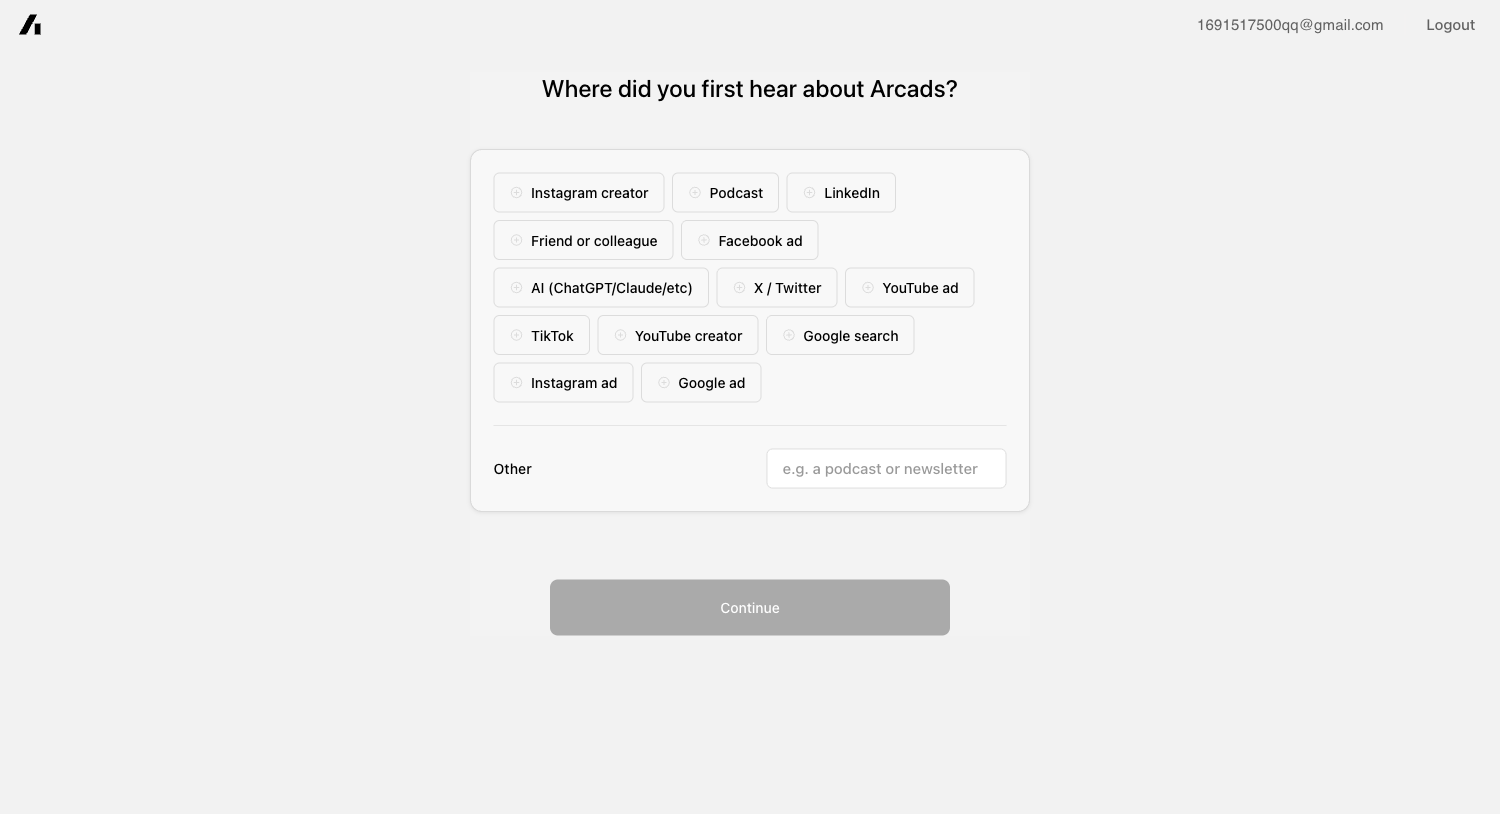 1691517500qq@gmail.com Logout
Where did you first hear about Arcads?
Instagram creator Podcast LinkedIn
Friend or colleague Facebook ad
AI (ChatGPT/Claude/etc) X / Twitter YouTube ad
TikTok YouTube creator Google search
Instagram ad Google ad
Other e.g. a podcast or newsletter
Continue